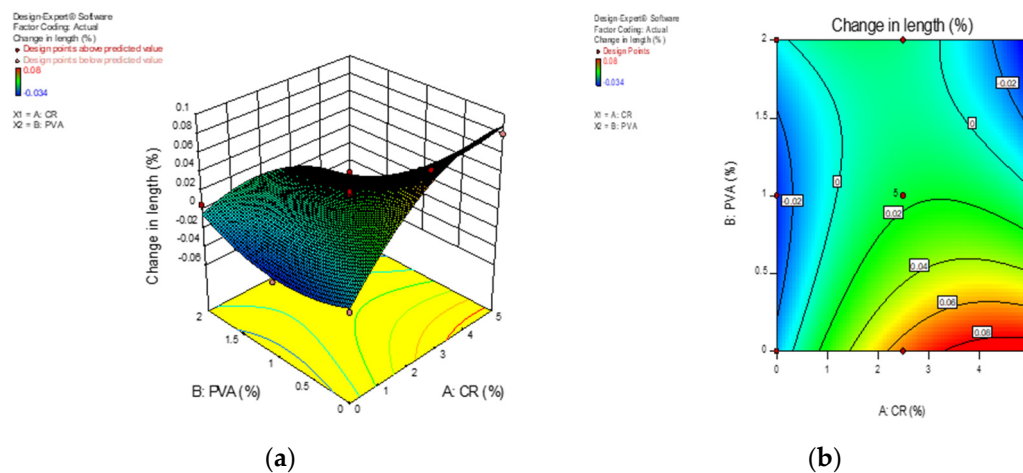 Design-Expert® Software
Factor Coding: Actual
Change in length (%)
Design points above predicted value
Design points below predicted value
0.08
-0.034
X1 = A: CR
X2 = B: PVA
Change in length (%)
0.1
0.08
0.06
0.04
0.02
0
-0.02
-0.04
-0.06
2
1.5
1
0.5
0
B: PVA (%)
0
1
2
3
4
5
A: CR (%)
(a)
Design-Expert® Software
Factor Coding: Actual
Change in length (%)
Design Points
0.08
-0.034
X1 = A: CR
X2 = B: PVA
Change in length (%)
B: PVA (%)
2
1.5
1
0.5
0
0
1
2
3
4
A: CR (%)
-0.02
0
-0.02
0
5
0.02
0.04
0.06
0.08
(b)